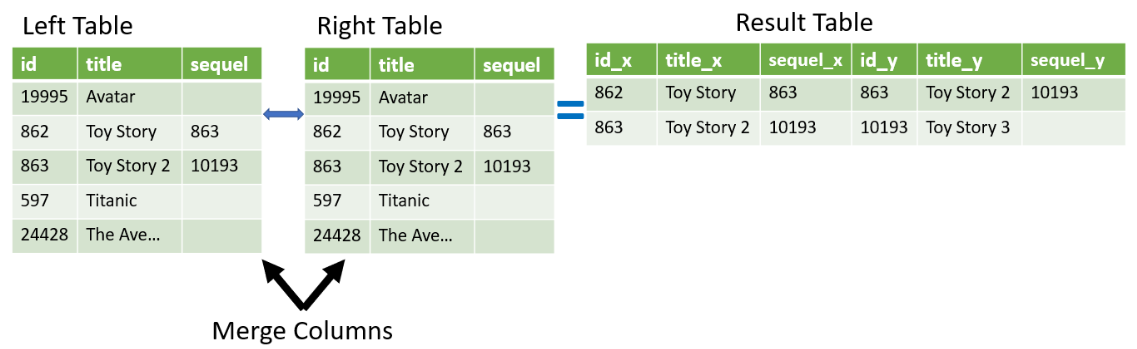 Left Table
id title sequel
19995 Avatar
862 Toy Story 863
863 Toy Story 2 10193
597 Titanic
24428 The Ave...
Right Table
id title sequel
19995 Avatar
862 Toy Story 863
863 Toy Story 2 10193
597 Titanic
24428 The Ave...
=
Result Table
id_x title_x sequel_x id_y title_y sequel_y
862 Toy Story 863 863 Toy Story 2 10193
863 Toy Story 2 10193 10193 Toy Story 3
Merge Columns